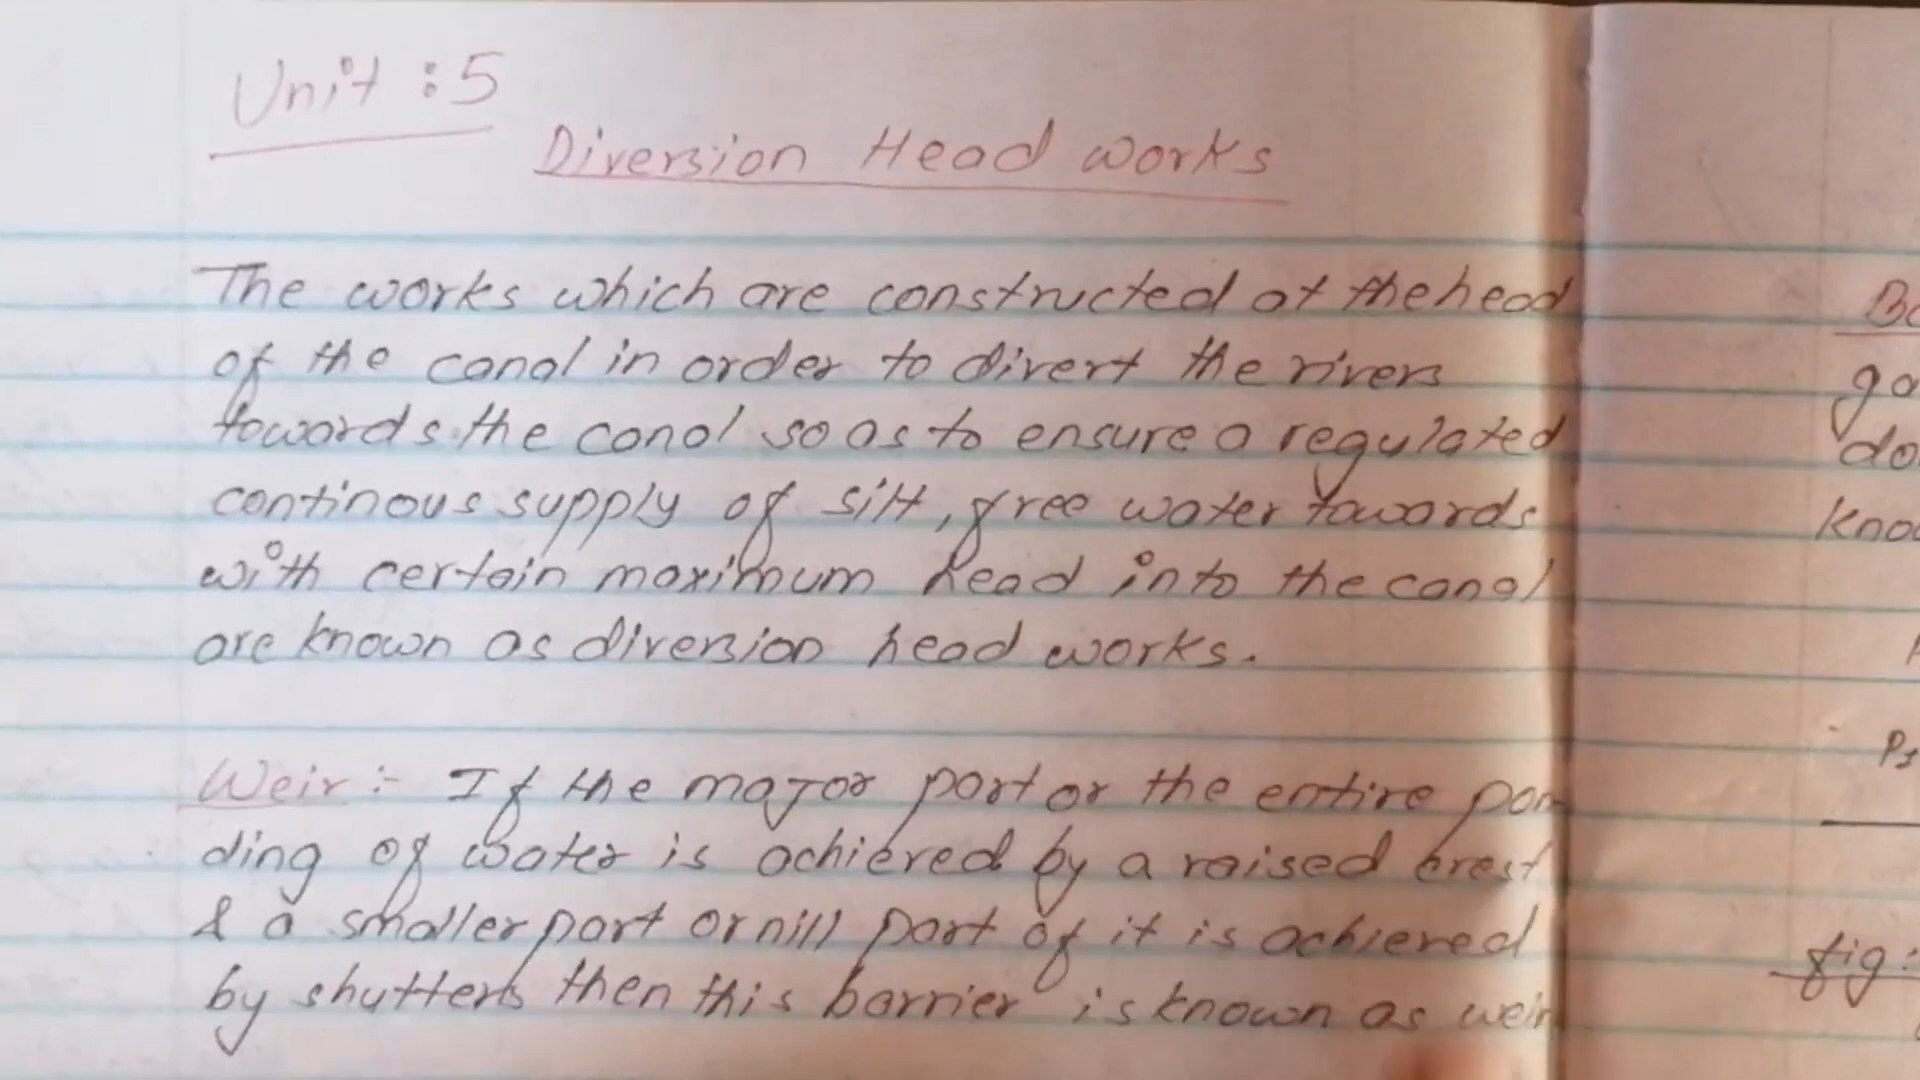 Unit :5
Diversion Head works
The works which are constructed at the head
of the canal in order to divert the rivers
towards the canal so as to ensure a regulated
continous supply of silt, free water towards
with certain maximum head into the canal
are known as diversion head works.
Weir :- If the major part or the entire pon
ding of water is achieved by a raised crest
& a smaller part or nill part of it is achieved
by shutters then this barrier is known as weir
fig: